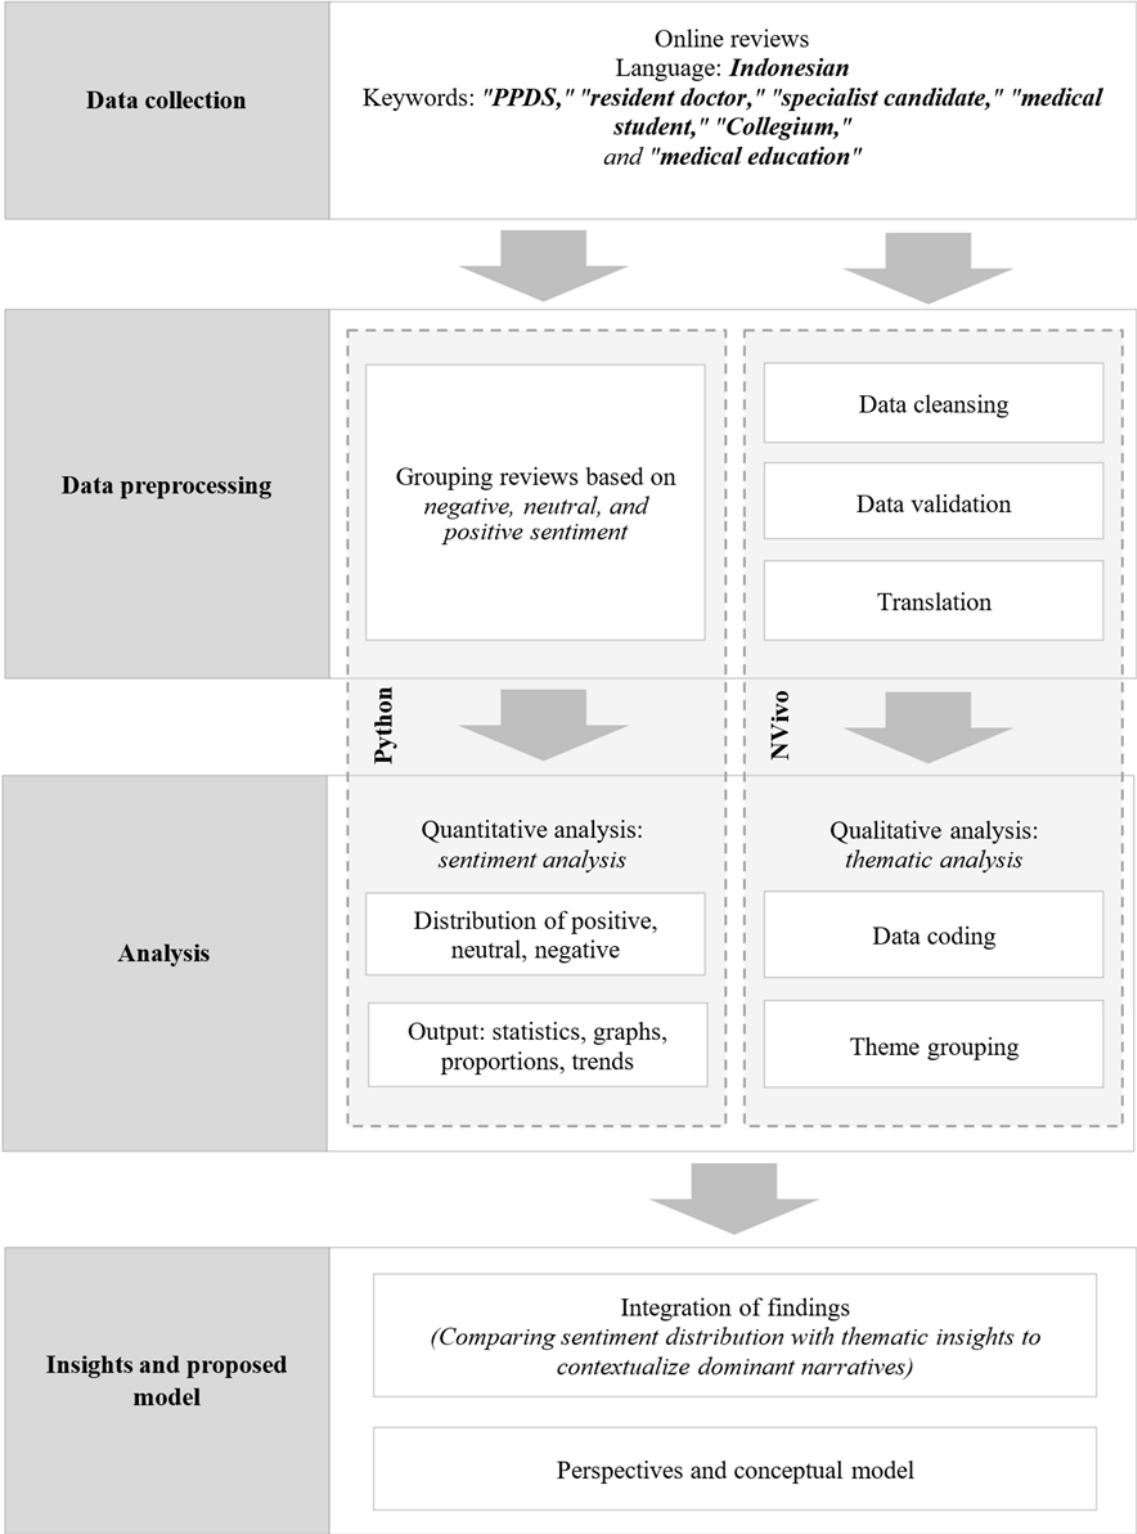 Data collection
Online reviews
Language: Indonesian
Keywords: "PPDS," "resident doctor," "specialist candidate," "medical
student," "Collegium,"
and "medical education"
Data preprocessing
Grouping reviews based on
negative, neutral, and
positive sentiment
Data cleansing
Data validation
Translation
Python
NVivo
Analysis
Quantitative analysis:
sentiment analysis
Distribution of positive,
neutral, negative
Output: statistics, graphs,
proportions, trends
Qualitative analysis:
thematic analysis
Data coding
Theme grouping
Insights and proposed
model
Integration of findings
(Comparing sentiment distribution with thematic insights to
contextualize dominant narratives)
Perspectives and conceptual model